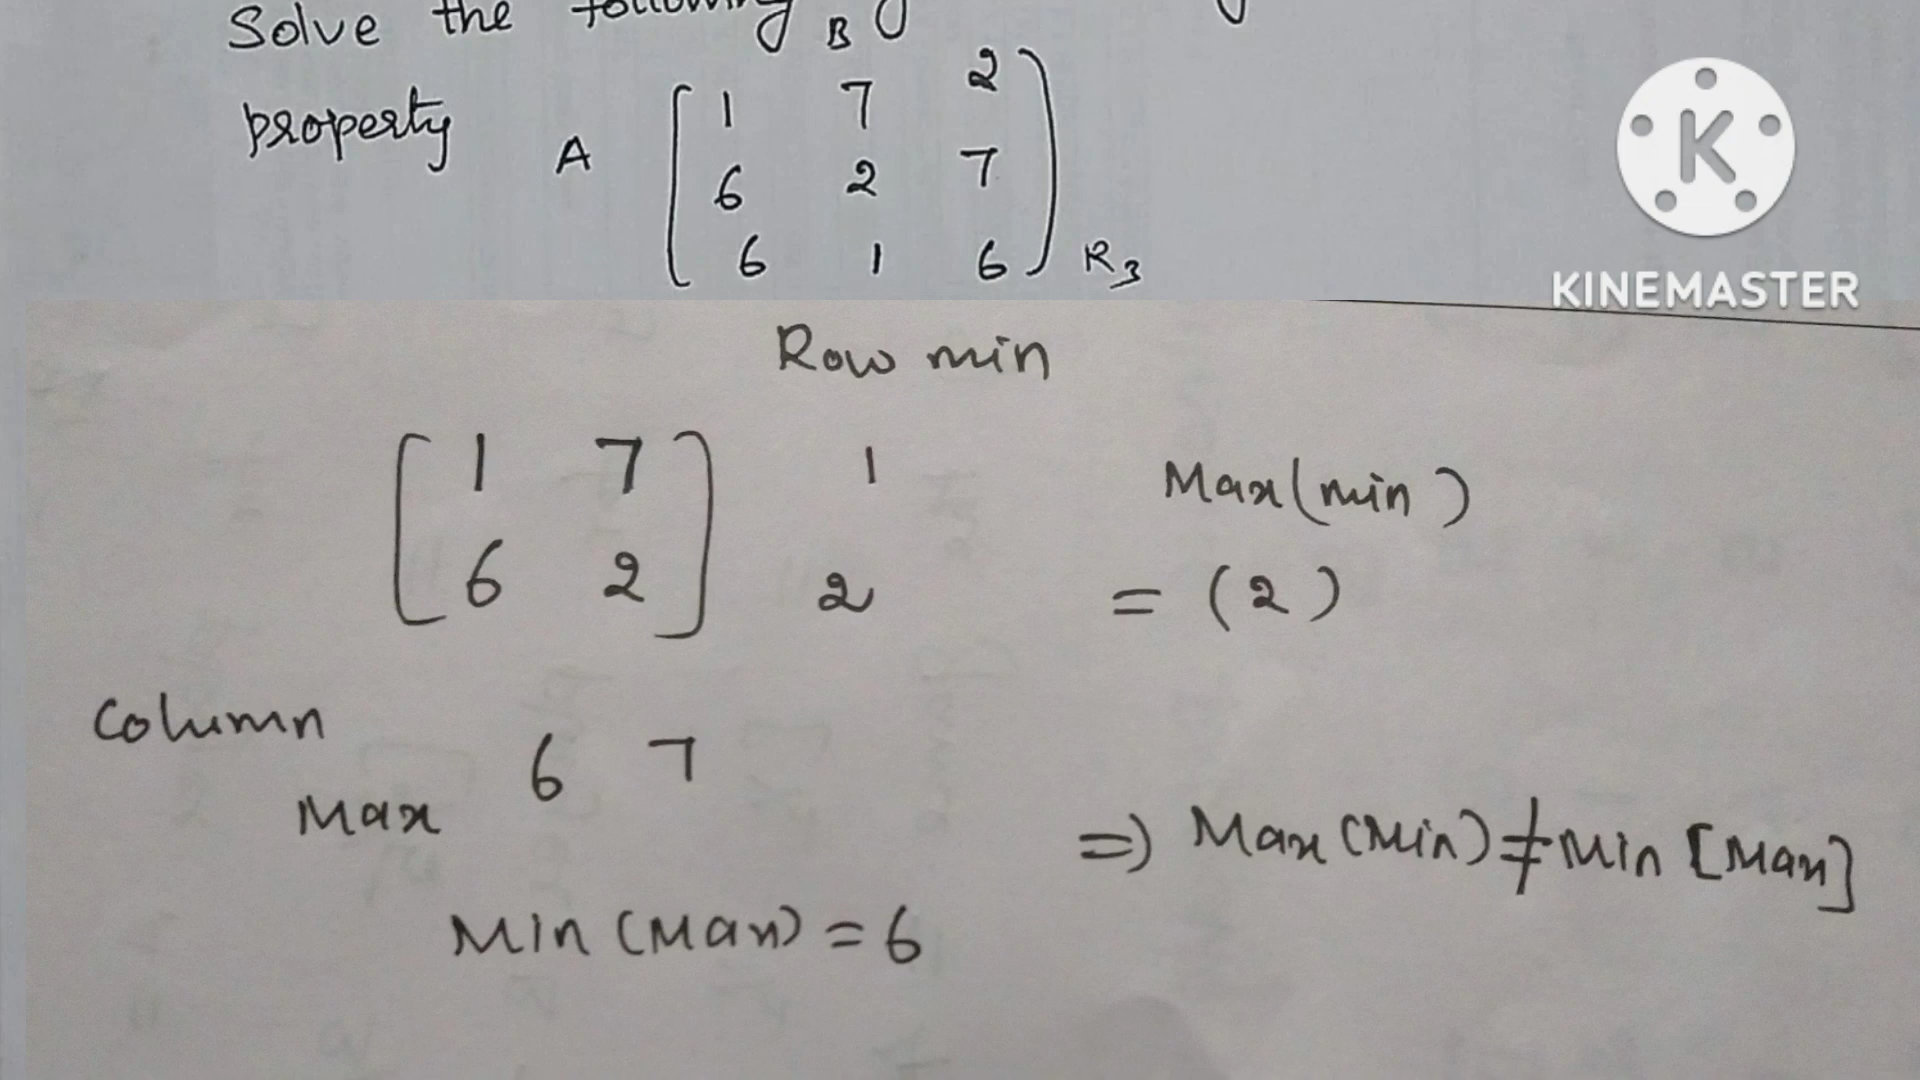 Solve the following B
property A [ 1 7 2
6 2 7
6 1 6 ) R3
KINEMASTER
Row min
[ 1 7 ] 1 Max(min)
6 2 2 = (2)
Column
Max 6 7
=) Max (Min) ≠ Min [Max]
Min (Max) = 6